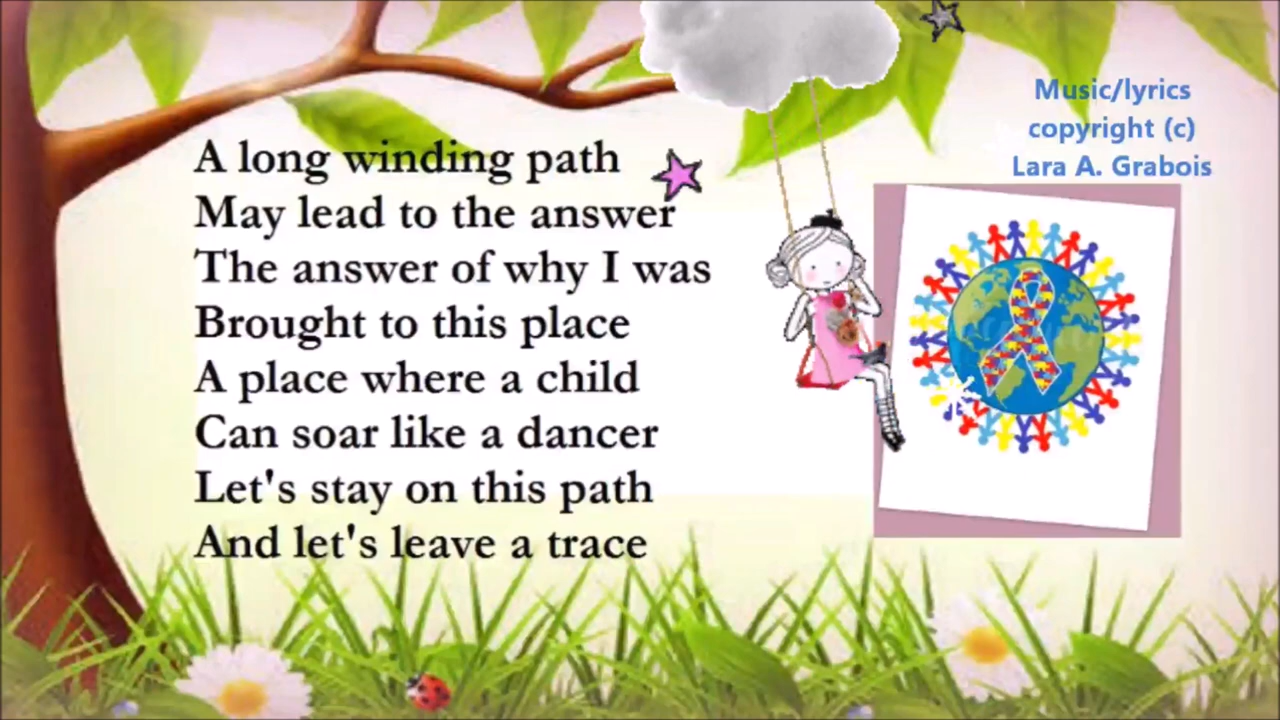 A long winding path
May lead to the answer
The answer of why I was
Brought to this place
A place where a child
Can soar like a dancer
Let's stay on this path
And let's leave a trace
Music/lyrics
copyright (c)
Lara A. Grabois